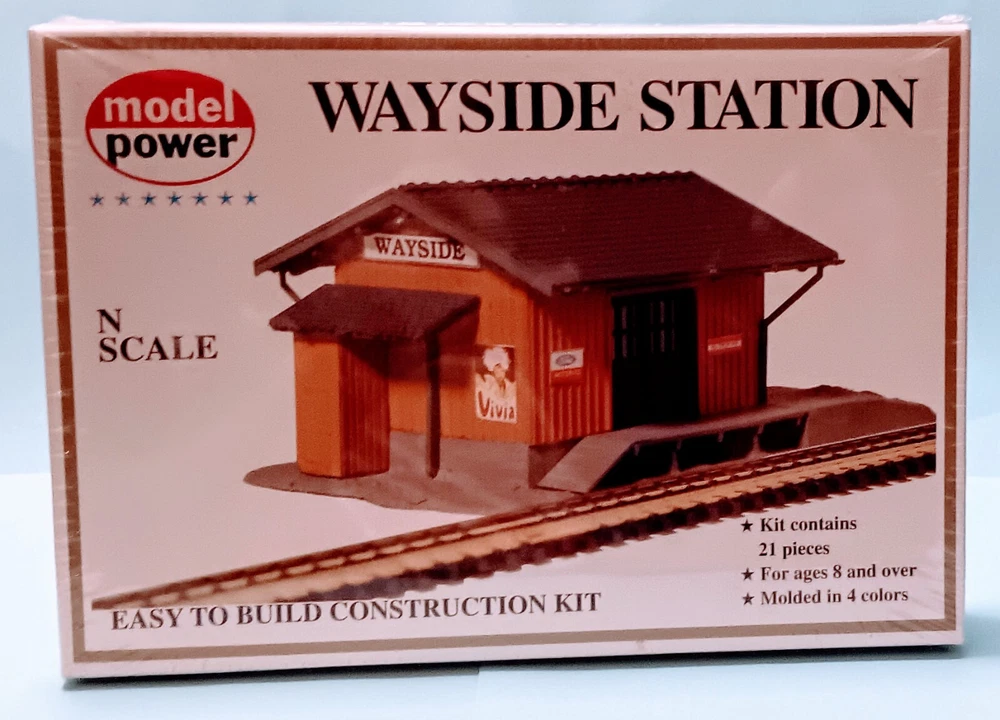 model
power
WAYSIDE STATION
N
SCALE
WAYSIDE
Vivia
★ Kit contains
21 pieces
★ For ages 8 and over
★ Molded in 4 colors
EASY TO BUILD CONSTRUCTION KIT